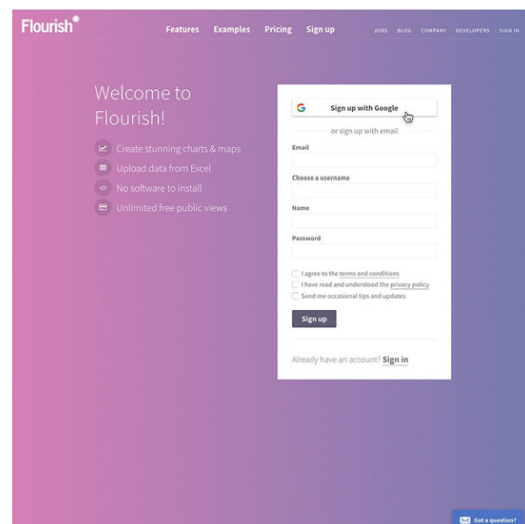 Flourish
Features Examples Pricing Sign up JOBS BLOG COMPANY DEVELOPERS SIGN IN
Welcome to
Flourish!
Create stunning charts & maps
Upload data from Excel
No software to install
Unlimited free public views
Sign up with Google
or sign up with email
Email
Choose a username
Name
Password
I agree to the terms and conditions
I have read and understood the privacy policy
Send me occasional tips and updates
Sign up
Already have an account? Sign in
Got a question?